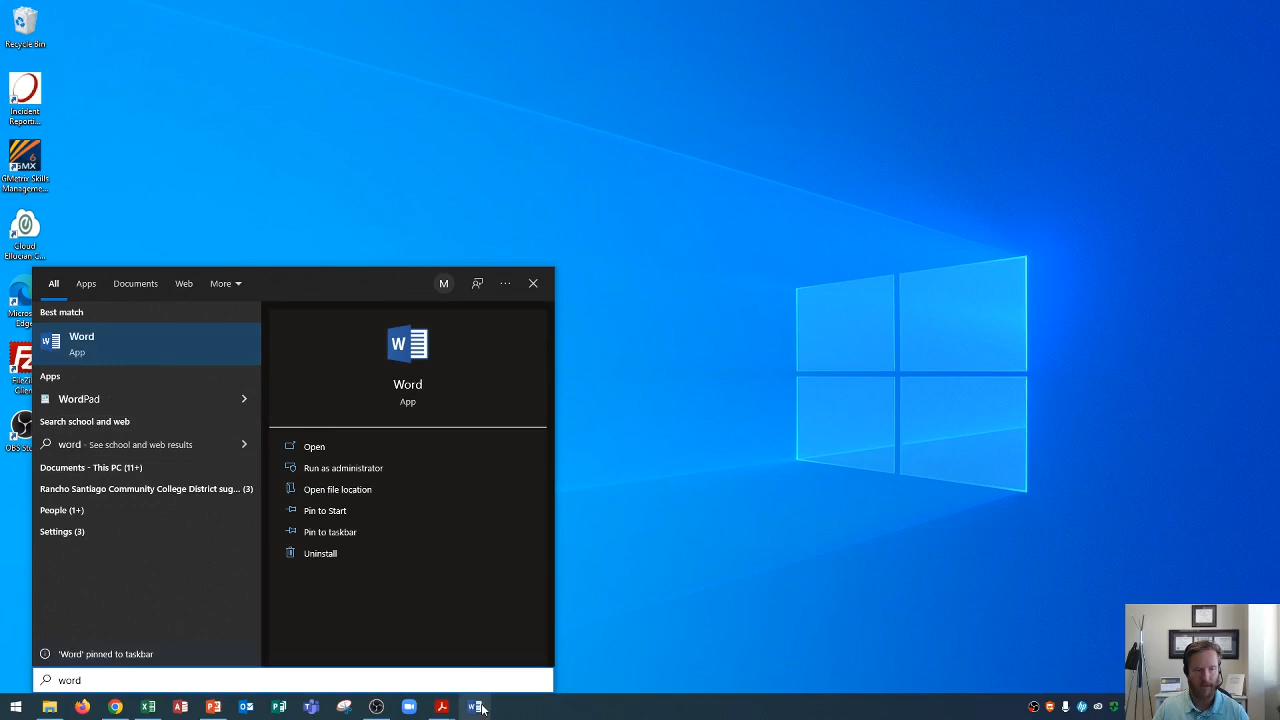 Recycle Bin
Incident
Reporti...
GMX 6
GMetrix Skills
Manageme...
Cloud
Ellucian C...
Micros
Edge
FileZil
Client
OBS Stu
All
Apps
Documents
Web
More
M
Best match
Word
App
Apps
WordPad
Search school and web
word - See school and web results
Documents - This PC (11+)
Rancho Santiago Community College District sug... (3)
People (1+)
Settings (3)
'Word' pinned to taskbar
W
Word
App
Open
Run as administrator
Open file location
Pin to Start
Pin to taskbar
Uninstall
word